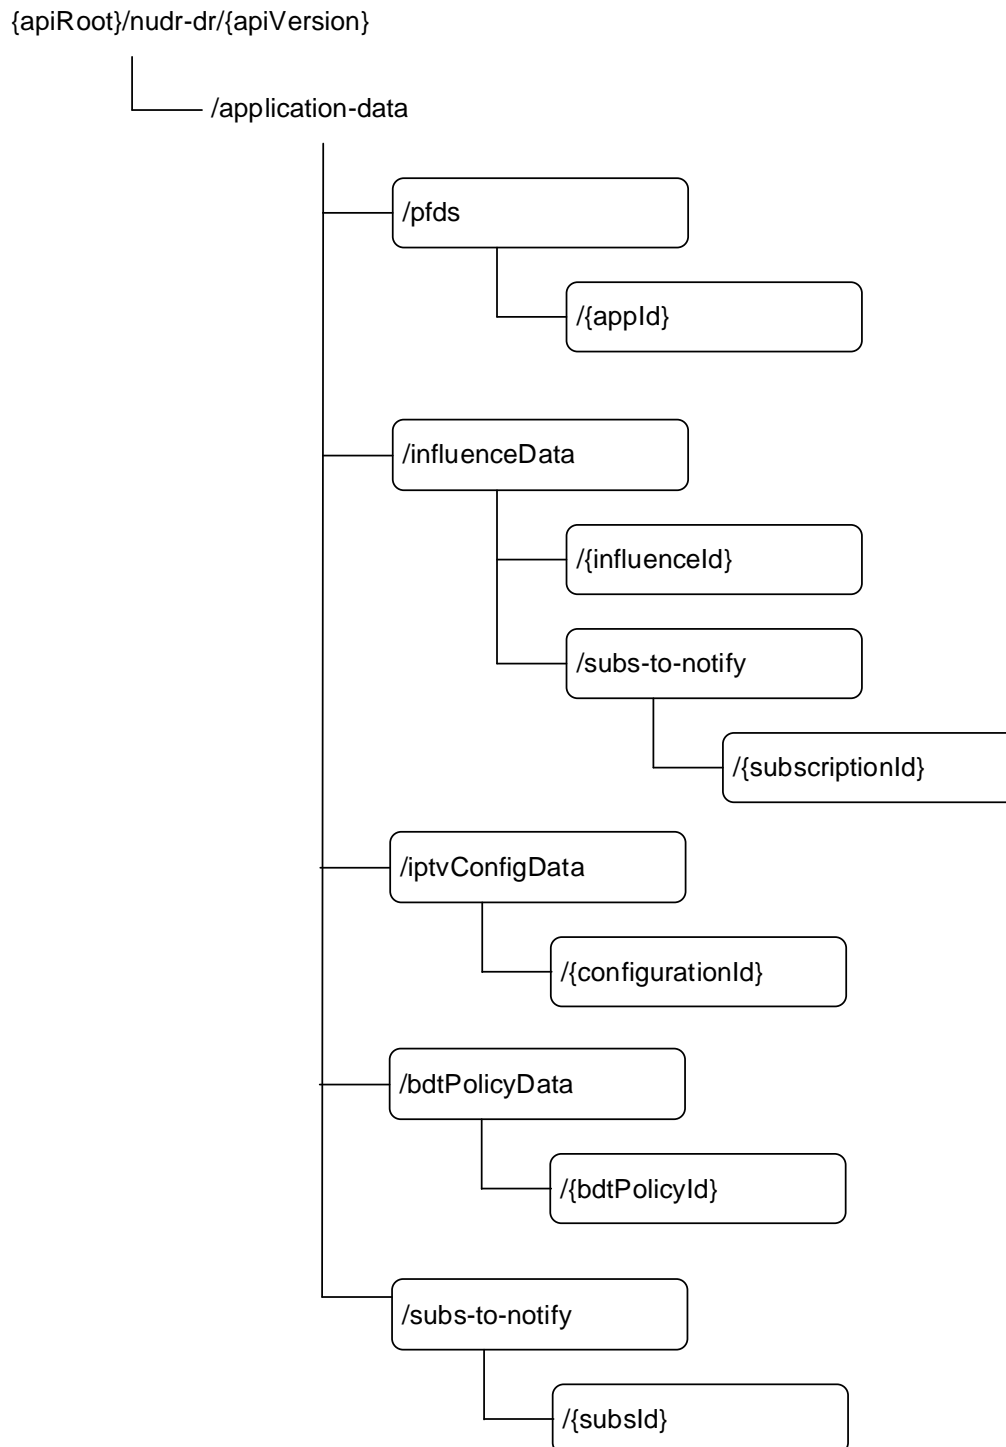 {apiRoot}/nudr-dr/{apiVersion}
/application-data
/pfds
/{appId}
/influenceData
/{influenceId}
/subs-to-notify
/{subscriptionId}
/iptvConfigData
/{configurationId}
/bdtPolicyData
/{bdtPolicyId}
/subs-to-notify
/{subsId}